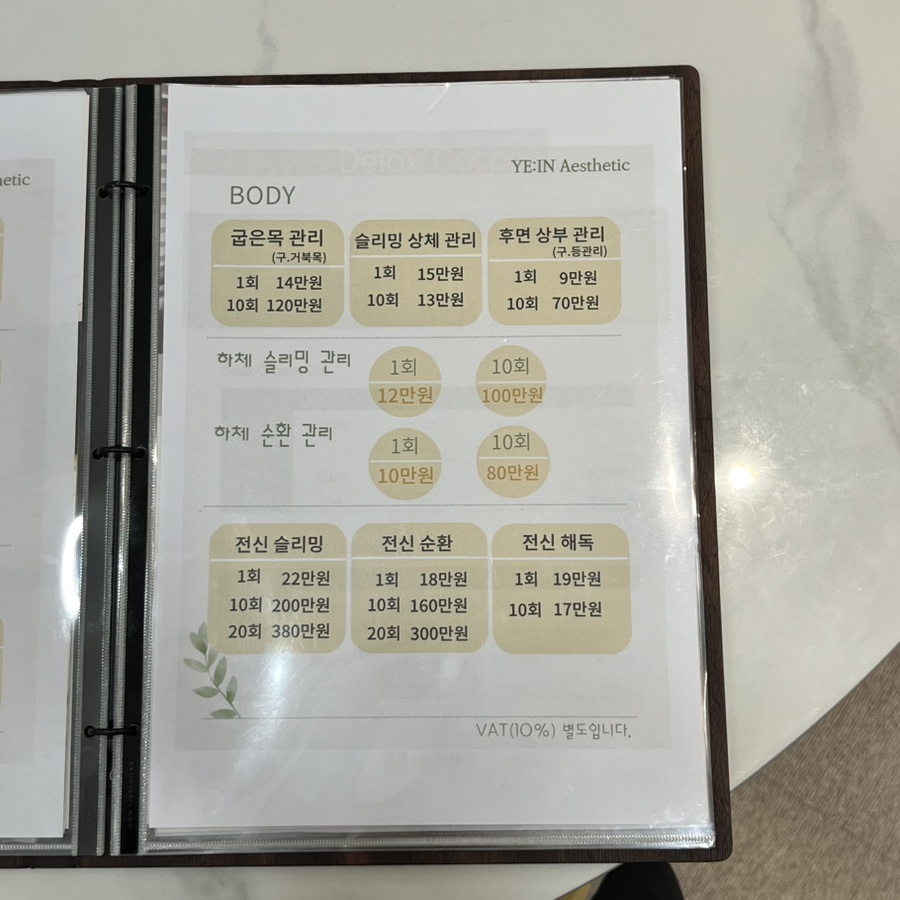 etic
Detox
YE:IN Aesthetic
BODY
굽은목 관리
(구.거북목)
1회 14만원
10회 120만원
슬리밍 상체 관리
1회 15만원
10회 13만원
후면 상부 관리
(구.등관리)
1회 9만원
10회 70만원
하체 슬리밍 관리
1회
12만원
10회
100만원
하체 순환 관리
1회
10만원
10회
80만원
전신 슬리밍
1회 22만원
10회 200만원
20회 380만원
전신 순환
1회 18만원
10회 160만원
20회 300만원
전신 해독
1회 19만원
10회 17만원
VAT(10%) 별도입니다.